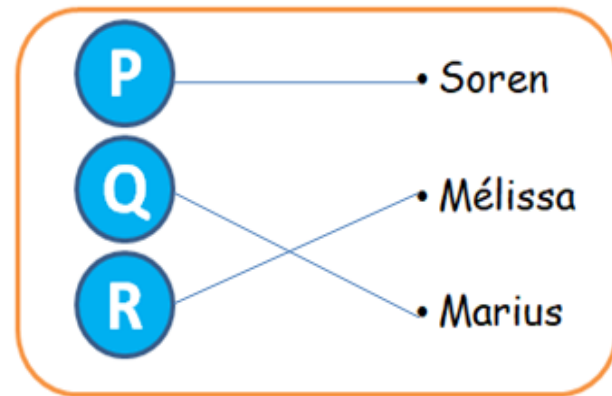 P • Soren
Q • Mélissa
R • Marius